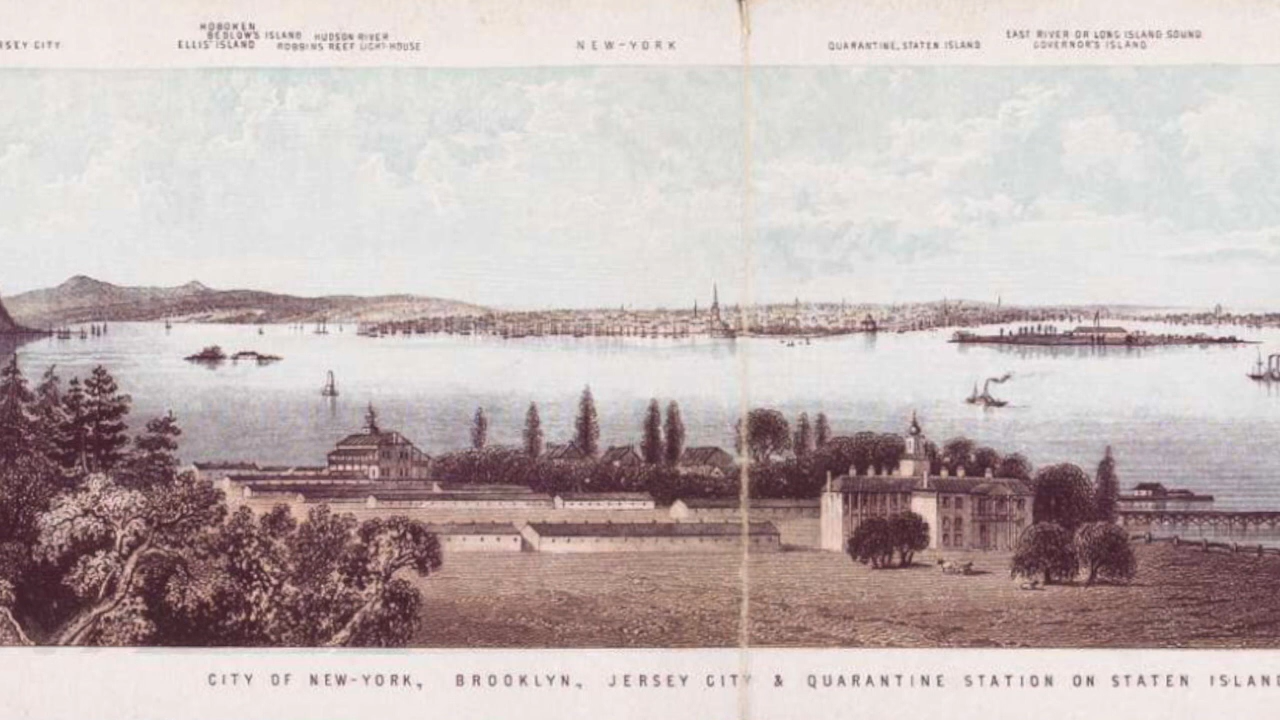 RSEY CITY
HOBOKEN
BEDLOW'S ISLAND
ELLIS' ISLAND
HUDSON RIVER
ROBBINS REEF LIGHT-HOUSE
NEW-YORK
QUARANTINE, STATEN ISLAND
EAST RIVER OR LONG ISLAND SOUND
GOVERNOR'S ISLAND
CITY OF NEW-YORK, BROOKLYN, JERSEY CITY & QUARANTINE STATION ON STATEN ISLAND